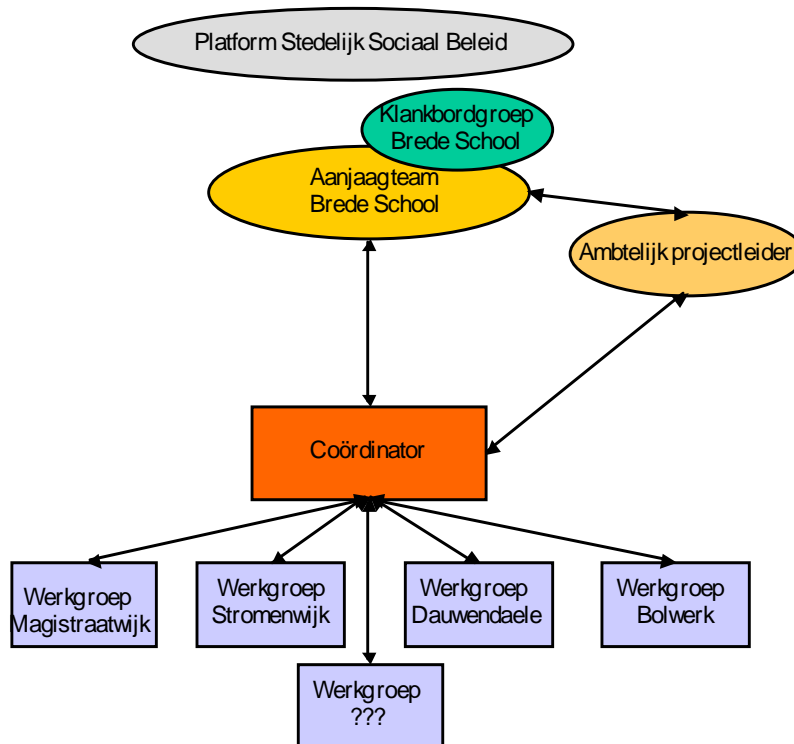 Platform Stedelijk Sociaal Beleid
Klankbordgroep
Brede School
Aanjaagteam
Brede School
Ambtelijk projectleider
Coördinator
Werkgroep
Magistraatwijk
Werkgroep
Stromenwijk
Werkgroep
Dauwendaele
Werkgroep
Bolwerk
Werkgroep
???